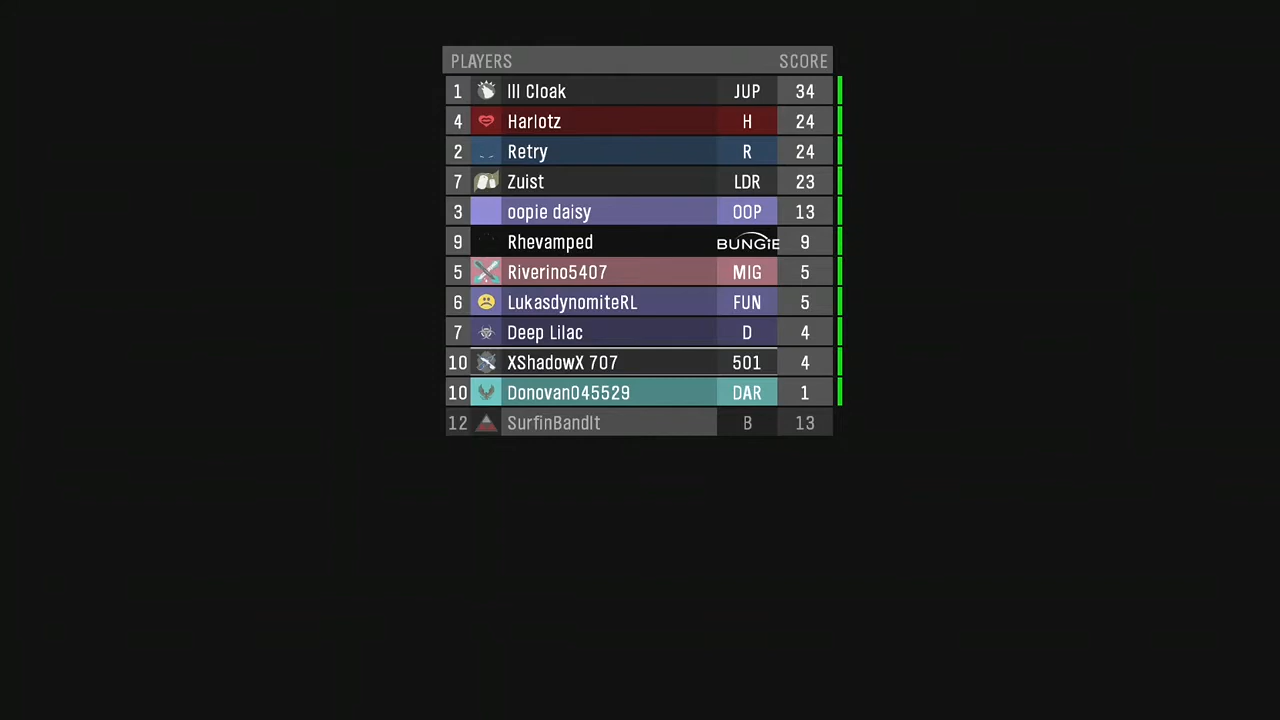 PLAYERS SCORE
1 Ill Cloak JUP 34
4 Harlotz H 24
2 Retry R 24
7 Zuist LDR 23
3 oopie daisy OOP 13
9 Rhevamped BUNGiE 9
5 Riverino5407 MIG 5
6 LukasdynomiteRL FUN 5
7 Deep Lilac D 4
10 XShadowX 707 501 4
10 Donovan045529 DAR 1
12 SurfinBandIt B 13